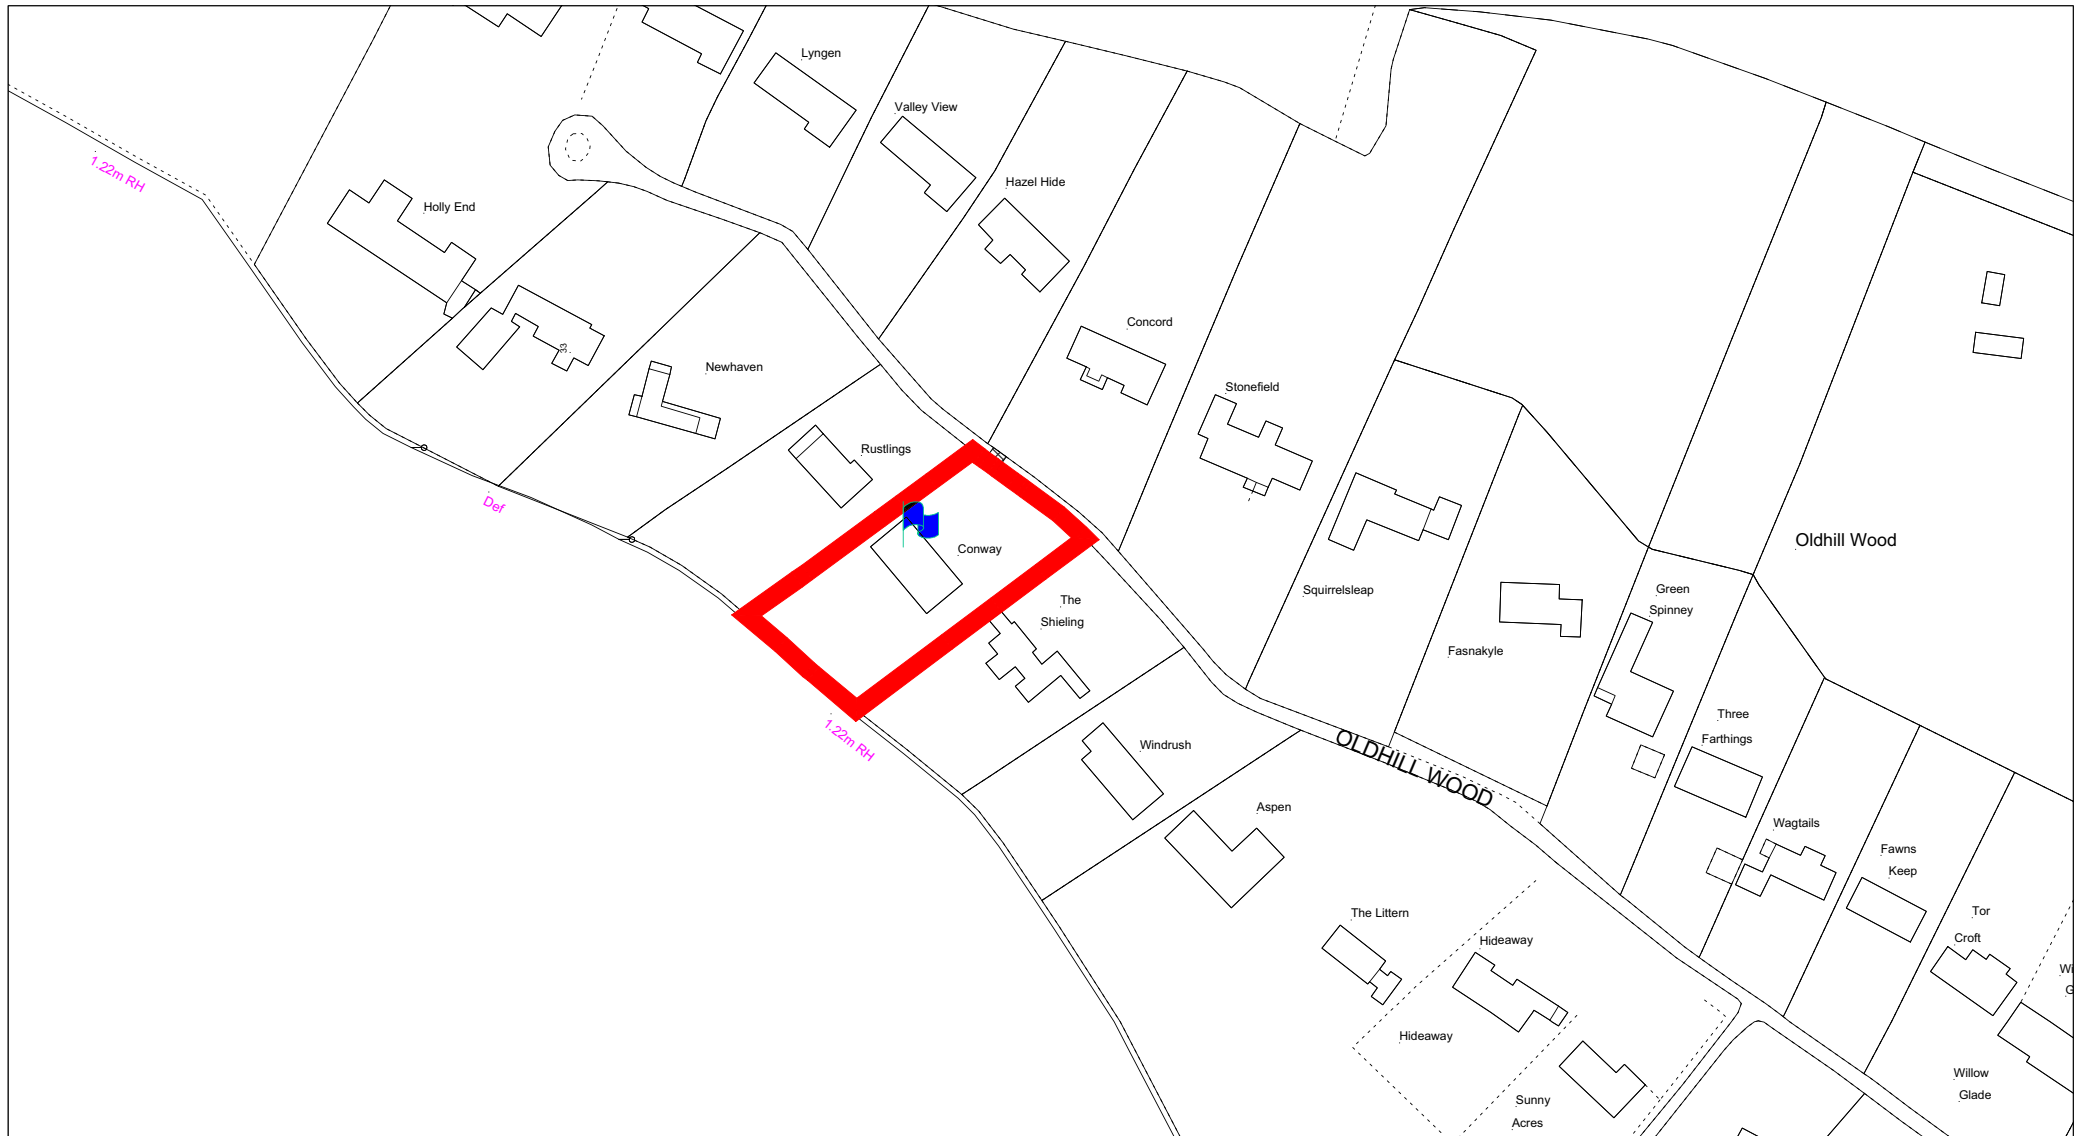 Lyngen
Valley View
1.22m RH
Hazel Hide
Holly End
Concord
33
Newhaven
Stonefield
Rustlings
Def
Oldhill Wood
Conway
Squirrelsleap
Green
Spinney
The
Shieling
Fasnakyle
1.22m RH
Three
Farthings
Windrush
OLDHILL WOOD
Aspen
Wagtails
Fawns
Keep
The Littern
Tor
Croft
Hideaway
Wi
G
Hideaway
Willow
Glade
Sunny
Acres